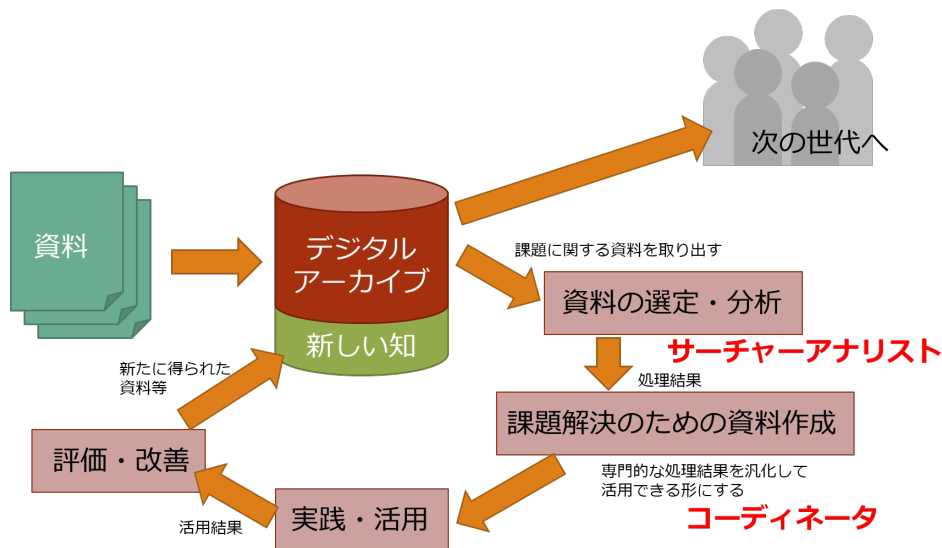 次の世代へ
資料
デジタル
アーカイブ
新しい知
課題に関する資料を取り出す
資料の選定・分析
サーチャーアナリスト
処理結果
課題解決のための資料作成
専門的な処理結果を汎化して
活用できる形にする
コーディネータ
実践・活用
活用結果
評価・改善
新たに得られた
資料等